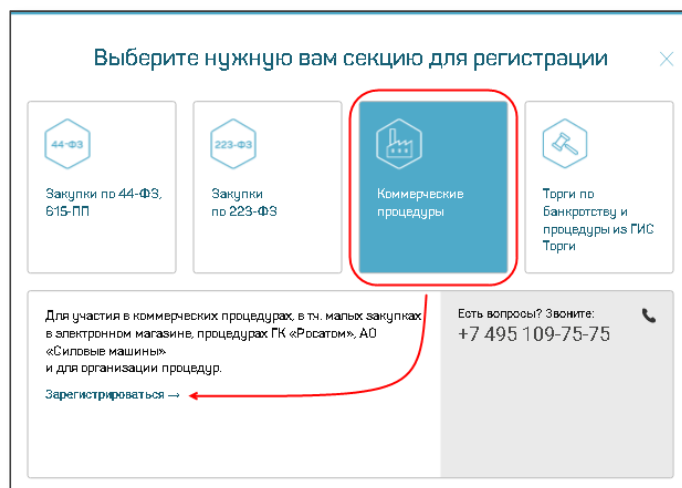 Выберите нужную вам секцию для регистрации
44-ФЗ
Закупки по 44-ФЗ,
615-ПП
223-ФЗ
Закупки
по 223-ФЗ
Коммерческие
процедуры
Торги по
банкротству и
процедуры из ГИС
Торги
Для участия в коммерческих процедурах, в т.ч. малых закупках
в электронном магазине, процедурах ГК «Росатом», АО
«Силовые машины»
и для организации процедур.
Зарегистрироваться →
Есть вопросы? Звоните:
+7 495 109-75-75